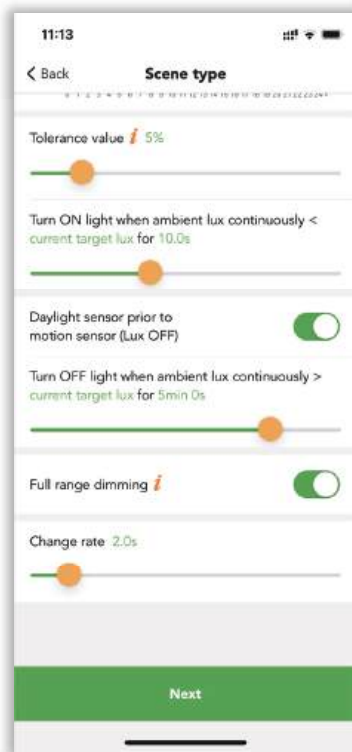 11:13
Back
Scene type
Tolerance value i 5%
Turn ON light when ambient lux continuously <
current target lux for 10.0s
Daylight sensor prior to
motion sensor (Lux OFF)
Turn OFF light when ambient lux continuously >
current target lux for 5min 0s
Full range dimming i
Change rate 2.0s
Next